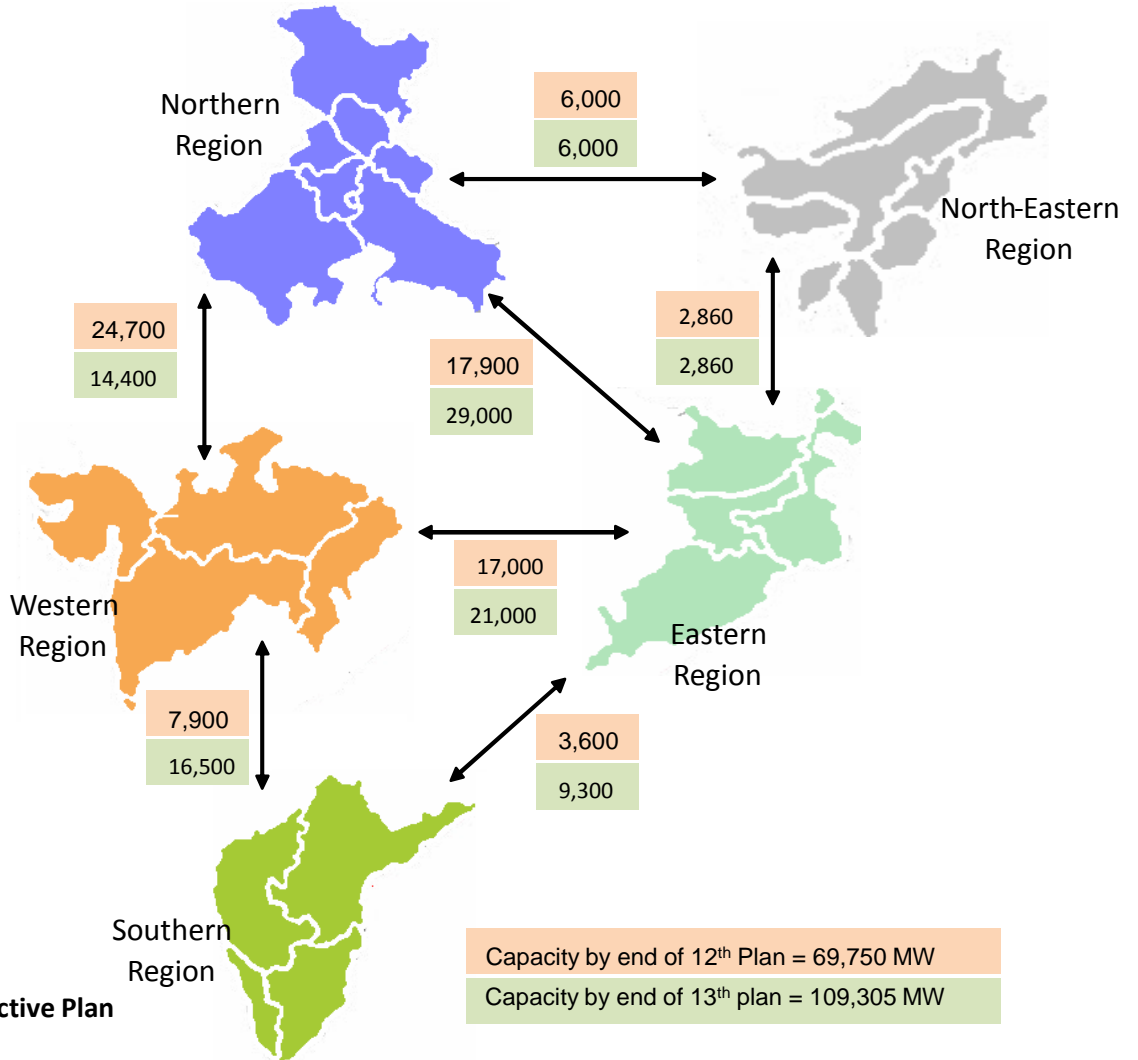 Northern
Region
6,000
6,000
North-Eastern
Region
24,700
14,400
17,900
29,000
2,860
2,860
Western
Region
17,000
21,000
Eastern
Region
7,900
16,500
3,600
9,300
Southern
Region
Capacity by end of 12th Plan = 69,750 MW
Capacity by end of 13th plan = 109,305 MW
ctive Plan